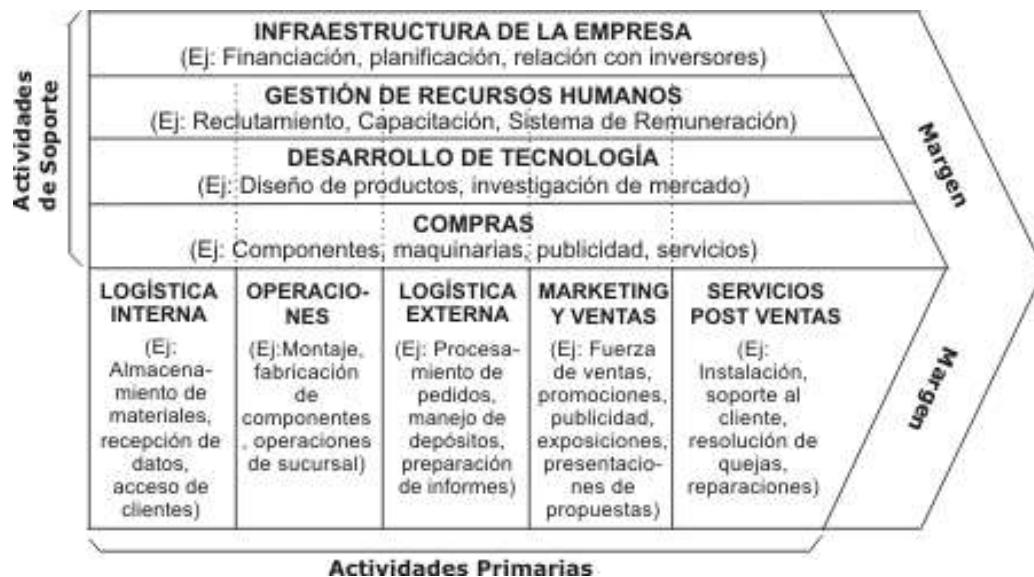 Actividades
de Soporte
INFRAESTRUCTURA DE LA EMPRESA
(Ej: Financiación, planificación, relación con inversores)
GESTIÓN DE RECURSOS HUMANOS
(Ej: Reclutamiento, Capacitación, Sistema de Remuneración)
DESARROLLO DE TECNOLOGÍA
(Ej: Diseño de productos, investigación de mercado)
COMPRAS
(Ej: Componentes, maquinarias, publicidad, servicios)
Margen
LOGÍSTICA
INTERNA
(Ej:
Almacena-
miento de
materiales,
recepción de
datos,
acceso de
clientes)
OPERACIO-
NES
(Ej:Montaje,
fabricación
de
componentes
, operaciones
de sucursal)
LOGÍSTICA
EXTERNA
(Ej: Procesa-
miento de
pedidos,
manejo de
depósitos,
preparación
de informes)
MARKETING
Y VENTAS
(Ej: Fuerza
de ventas,
promociones,
publicidad,
exposiciones,
presentacio-
nes de
propuestas)
SERVICIOS
POST VENTAS
(Ej:
Instalación,
soporte al
cliente,
resolución de
quejas,
reparaciones)
Margen
Actividades Primarias